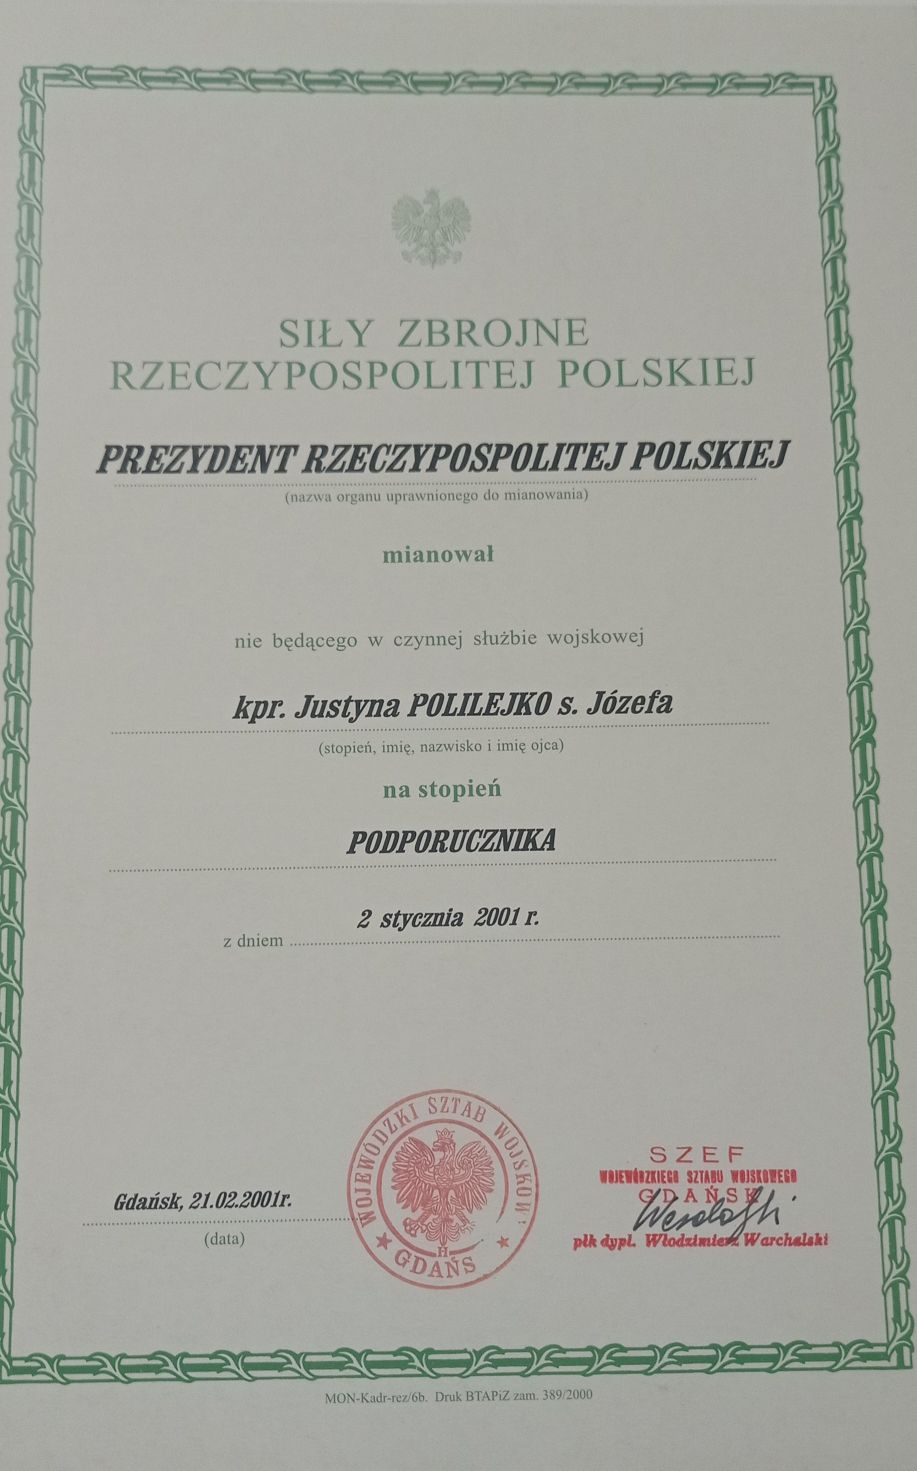 SIŁY ZBROJNE
RZECZYPOSPOLITEJ POLSKIEJ
PREZYDENT RZECZYPOSPOLITEJ POLSKIEJ
(nazwa organu uprawnionego do mianowania)
mianował
nie będącego w czynnej służbie wojskowej
kpr. Justyna POLILEJKO s. Józefa
(stopień, imię, nazwisko i imię ojca)
na stopień
PODPORUCZNIKA
2 stycznia 2001 r.
z dniem
WOJEWÓDZKI SZTAB WOJSKOWY
GDAŃSK
H
Gdańsk, 21.02.2001r.
(data)
SZEF
WOJEWÓDZKIEGO SZTABU WOJSKOWEGO
GDAŃSK
płk dypl. Włodzimierz Warchalski
MON-Kadr-rez/6b. Druk BTAPiZ zam. 389/2000